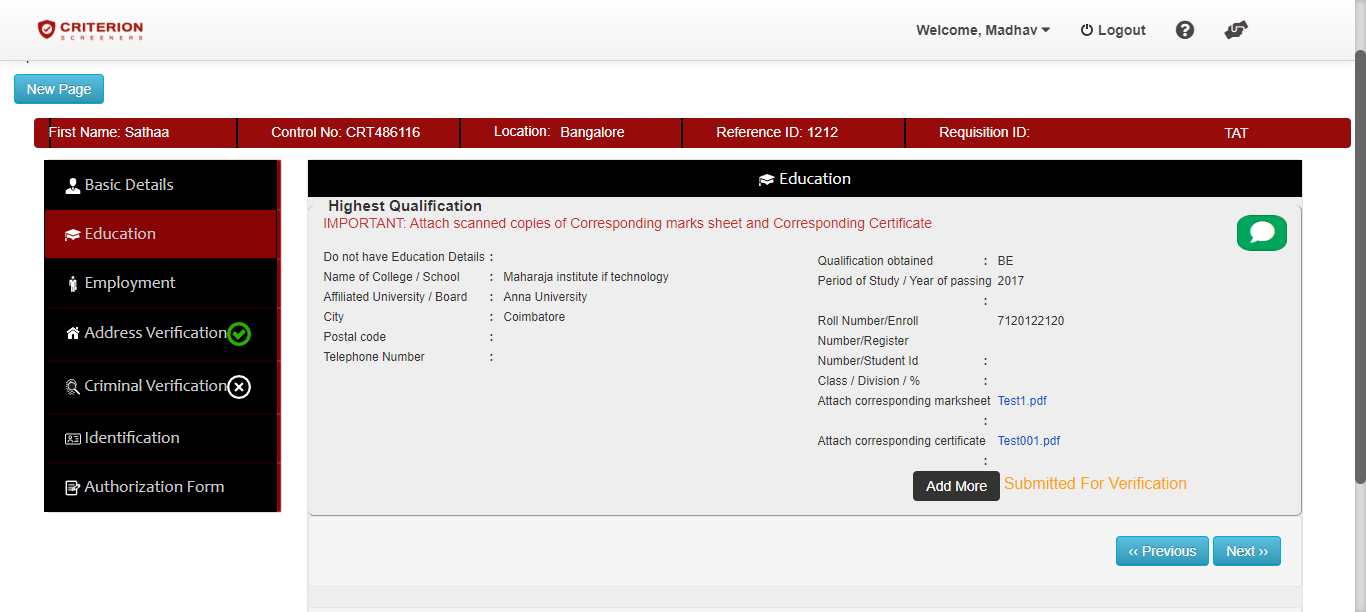 CRITERION
SCREENERS
Welcome, Madhav
Logout
New Page
First Name: Sathaa
Control No: CRT486116
Location: Bangalore
Reference ID: 1212
Requisition ID:
TAT
Basic Details
Education
Employment
Address Verification
Criminal Verification
Identification
Authorization Form
Education
Highest Qualification
IMPORTANT: Attach scanned copies of Corresponding marks sheet and Corresponding Certificate
Do not have Education Details :
Name of College / School : Maharaja institute if technology
Affiliated University / Board : Anna University
City : Coimbatore
Postal code :
Telephone Number :
Qualification obtained : BE
Period of Study / Year of passing 2017
:
Roll Number/Enroll 7120122120
Number/Register
Number/Student Id :
Class / Division / % :
Attach corresponding marksheet Test1.pdf
:
Attach corresponding certificate Test001.pdf
:
Add More Submitted For Verification
‹‹ Previous
Next ››